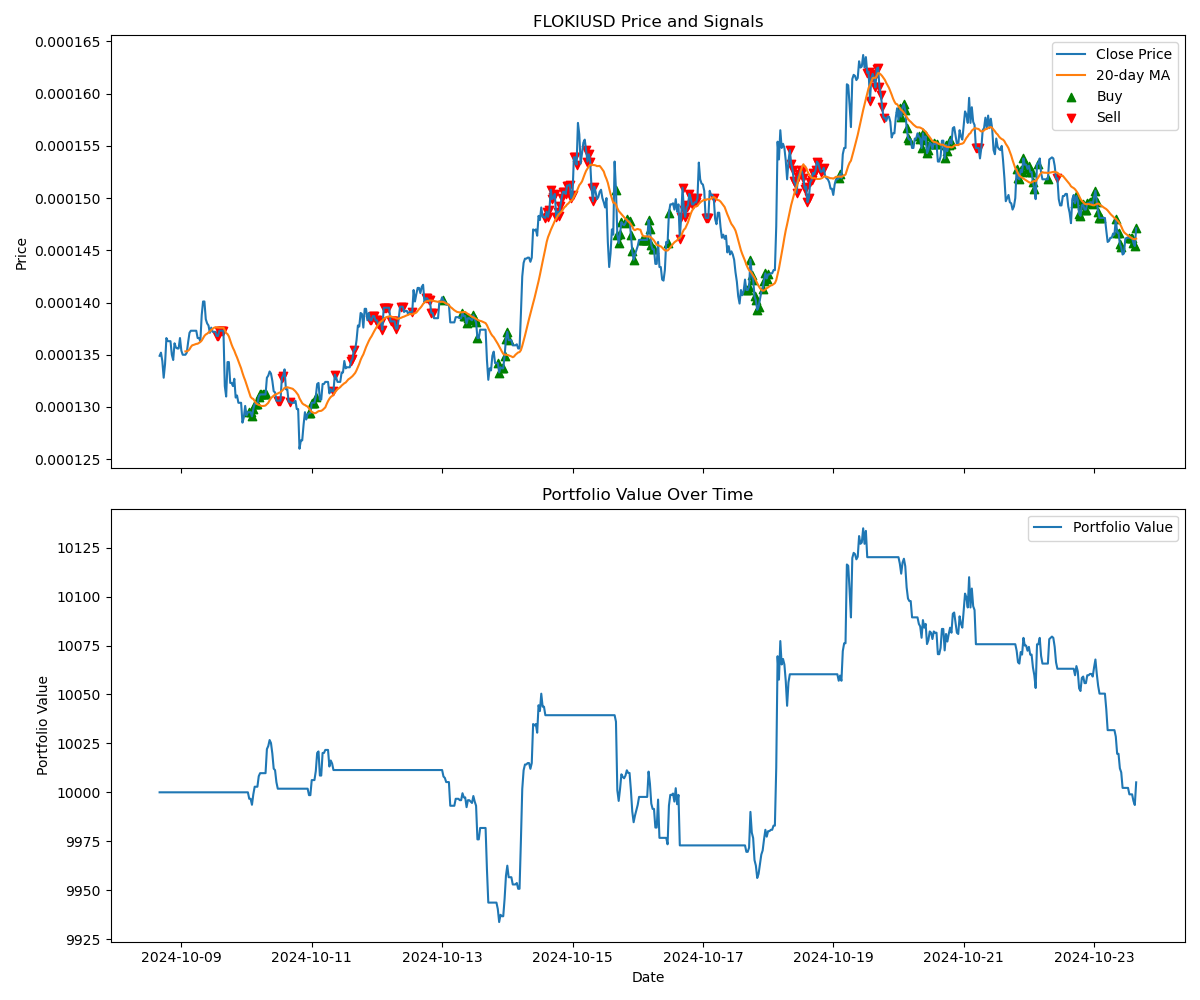 FLOKIUSD Price and Signals
Price
0.000165
0.000160
0.000155
0.000150
0.000145
0.000140
0.000135
0.000130
0.000125
Close Price
20-day MA
Buy
Sell
Portfolio Value Over Time
Portfolio Value
10125
10100
10075
10050
10025
10000
9975
9950
9925
Portfolio Value
2024-10-09
2024-10-11
2024-10-13
2024-10-15
2024-10-17
2024-10-19
2024-10-21
2024-10-23
Date